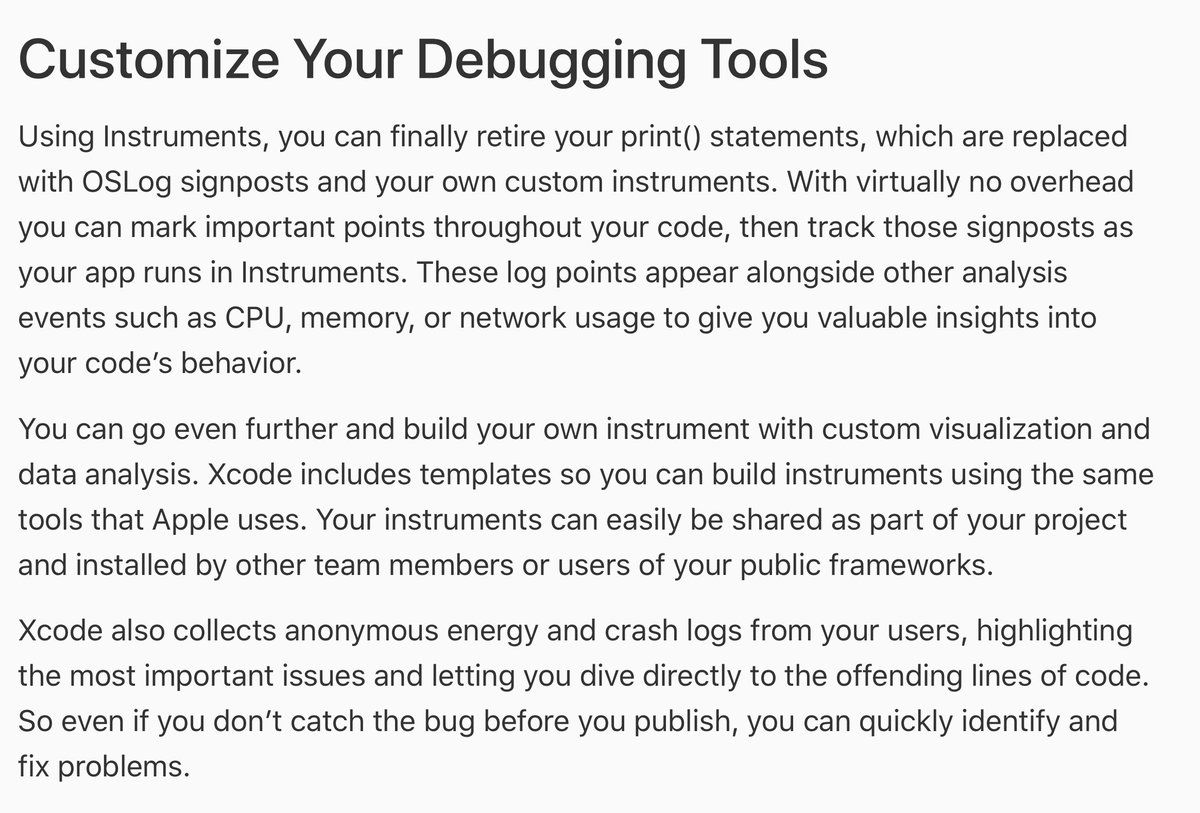 Customize Your Debugging Tools
Using Instruments, you can finally retire your print() statements, which are replaced
with OSLog signposts and your own custom instruments. With virtually no overhead
you can mark important points throughout your code, then track those signposts as
your app runs in Instruments. These log points appear alongside other analysis
events such as CPU, memory, or network usage to give you valuable insights into
your code’s behavior.
You can go even further and build your own instrument with custom visualization and
data analysis. Xcode includes templates so you can build instruments using the same
tools that Apple uses. Your instruments can easily be shared as part of your project
and installed by other team members or users of your public frameworks.
Xcode also collects anonymous energy and crash logs from your users, highlighting
the most important issues and letting you dive directly to the offending lines of code.
So even if you don’t catch the bug before you publish, you can quickly identify and
fix problems.